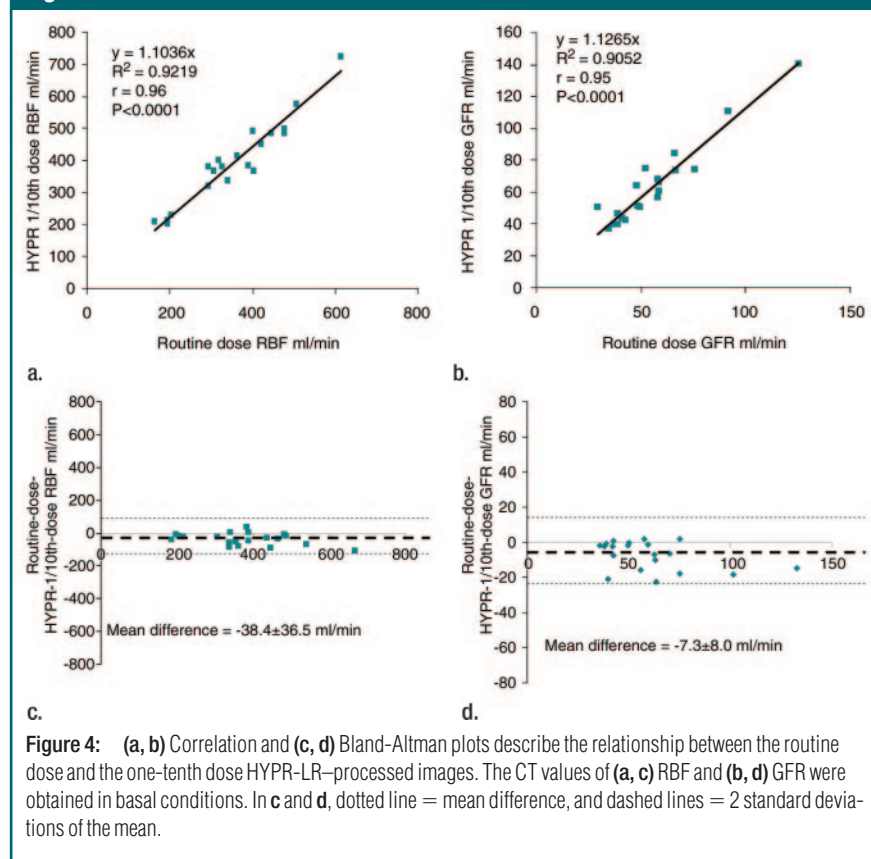 800
700
600
500
400
300
200
100
0
y = 1.1036x
R² = 0.9219
r = 0.96
P<0.0001
HYPR 1/10th dose RBF ml/min
0
200
400
600
800
Routine dose RBF ml/min
a.
160
140
120
100
80
60
40
20
0
y = 1.1265x
R² = 0.9052
r = 0.95
P<0.0001
HYPR 1/10th dose GFR ml/min
0
50
100
150
Routine dose GFR ml/min
b.
800
600
400
200
0
-200
-400
-600
-800
Routine-dose-
HYPR-1/10th-dose RBF ml/min
0
200
400
600
800
Mean difference = -38.4±36.5 ml/min
c.
80
60
40
20
0
-20
-40
-60
-80
Routine-dose-
HYPR-1/10th-dose GFR ml/min
0
50
100
150
Mean difference = -7.3±8.0 ml/min
d.
Figure 4: (a, b) Correlation and (c, d) Bland-Altman plots describe the relationship between the routine
dose and the one-tenth dose HYPR-LR–processed images. The CT values of (a, c) RBF and (b, d) GFR were
obtained in basal conditions. In c and d, dotted line = mean difference, and dashed lines = 2 standard devia-
tions of the mean.